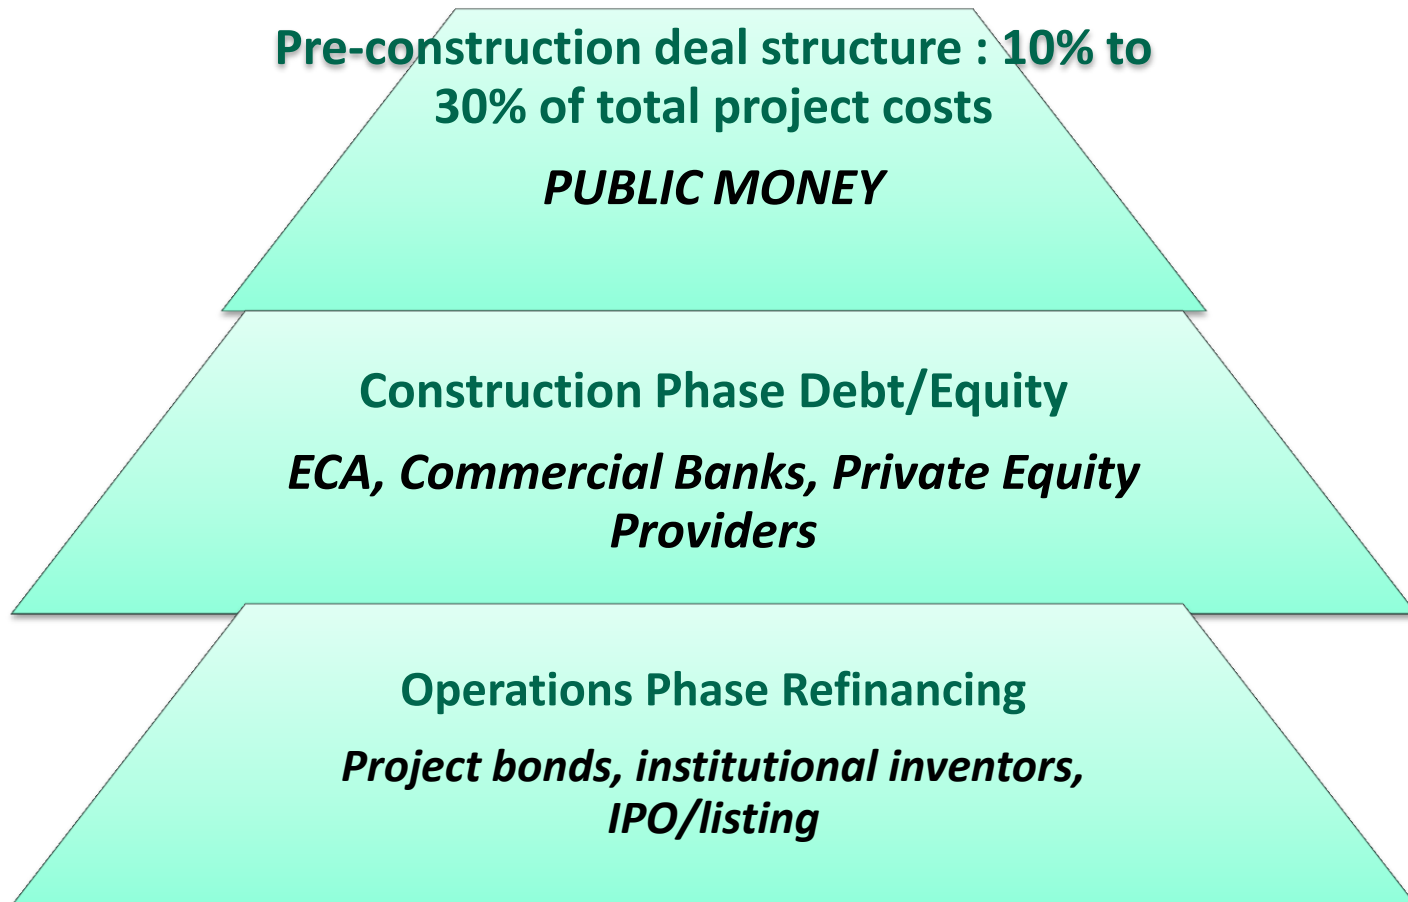 Pre-construction deal structure : 10% to
30% of total project costs
PUBLIC MONEY
Construction Phase Debt/Equity
ECA, Commercial Banks, Private Equity
Providers
Operations Phase Refinancing
Project bonds, institutional inventors,
IPO/listing